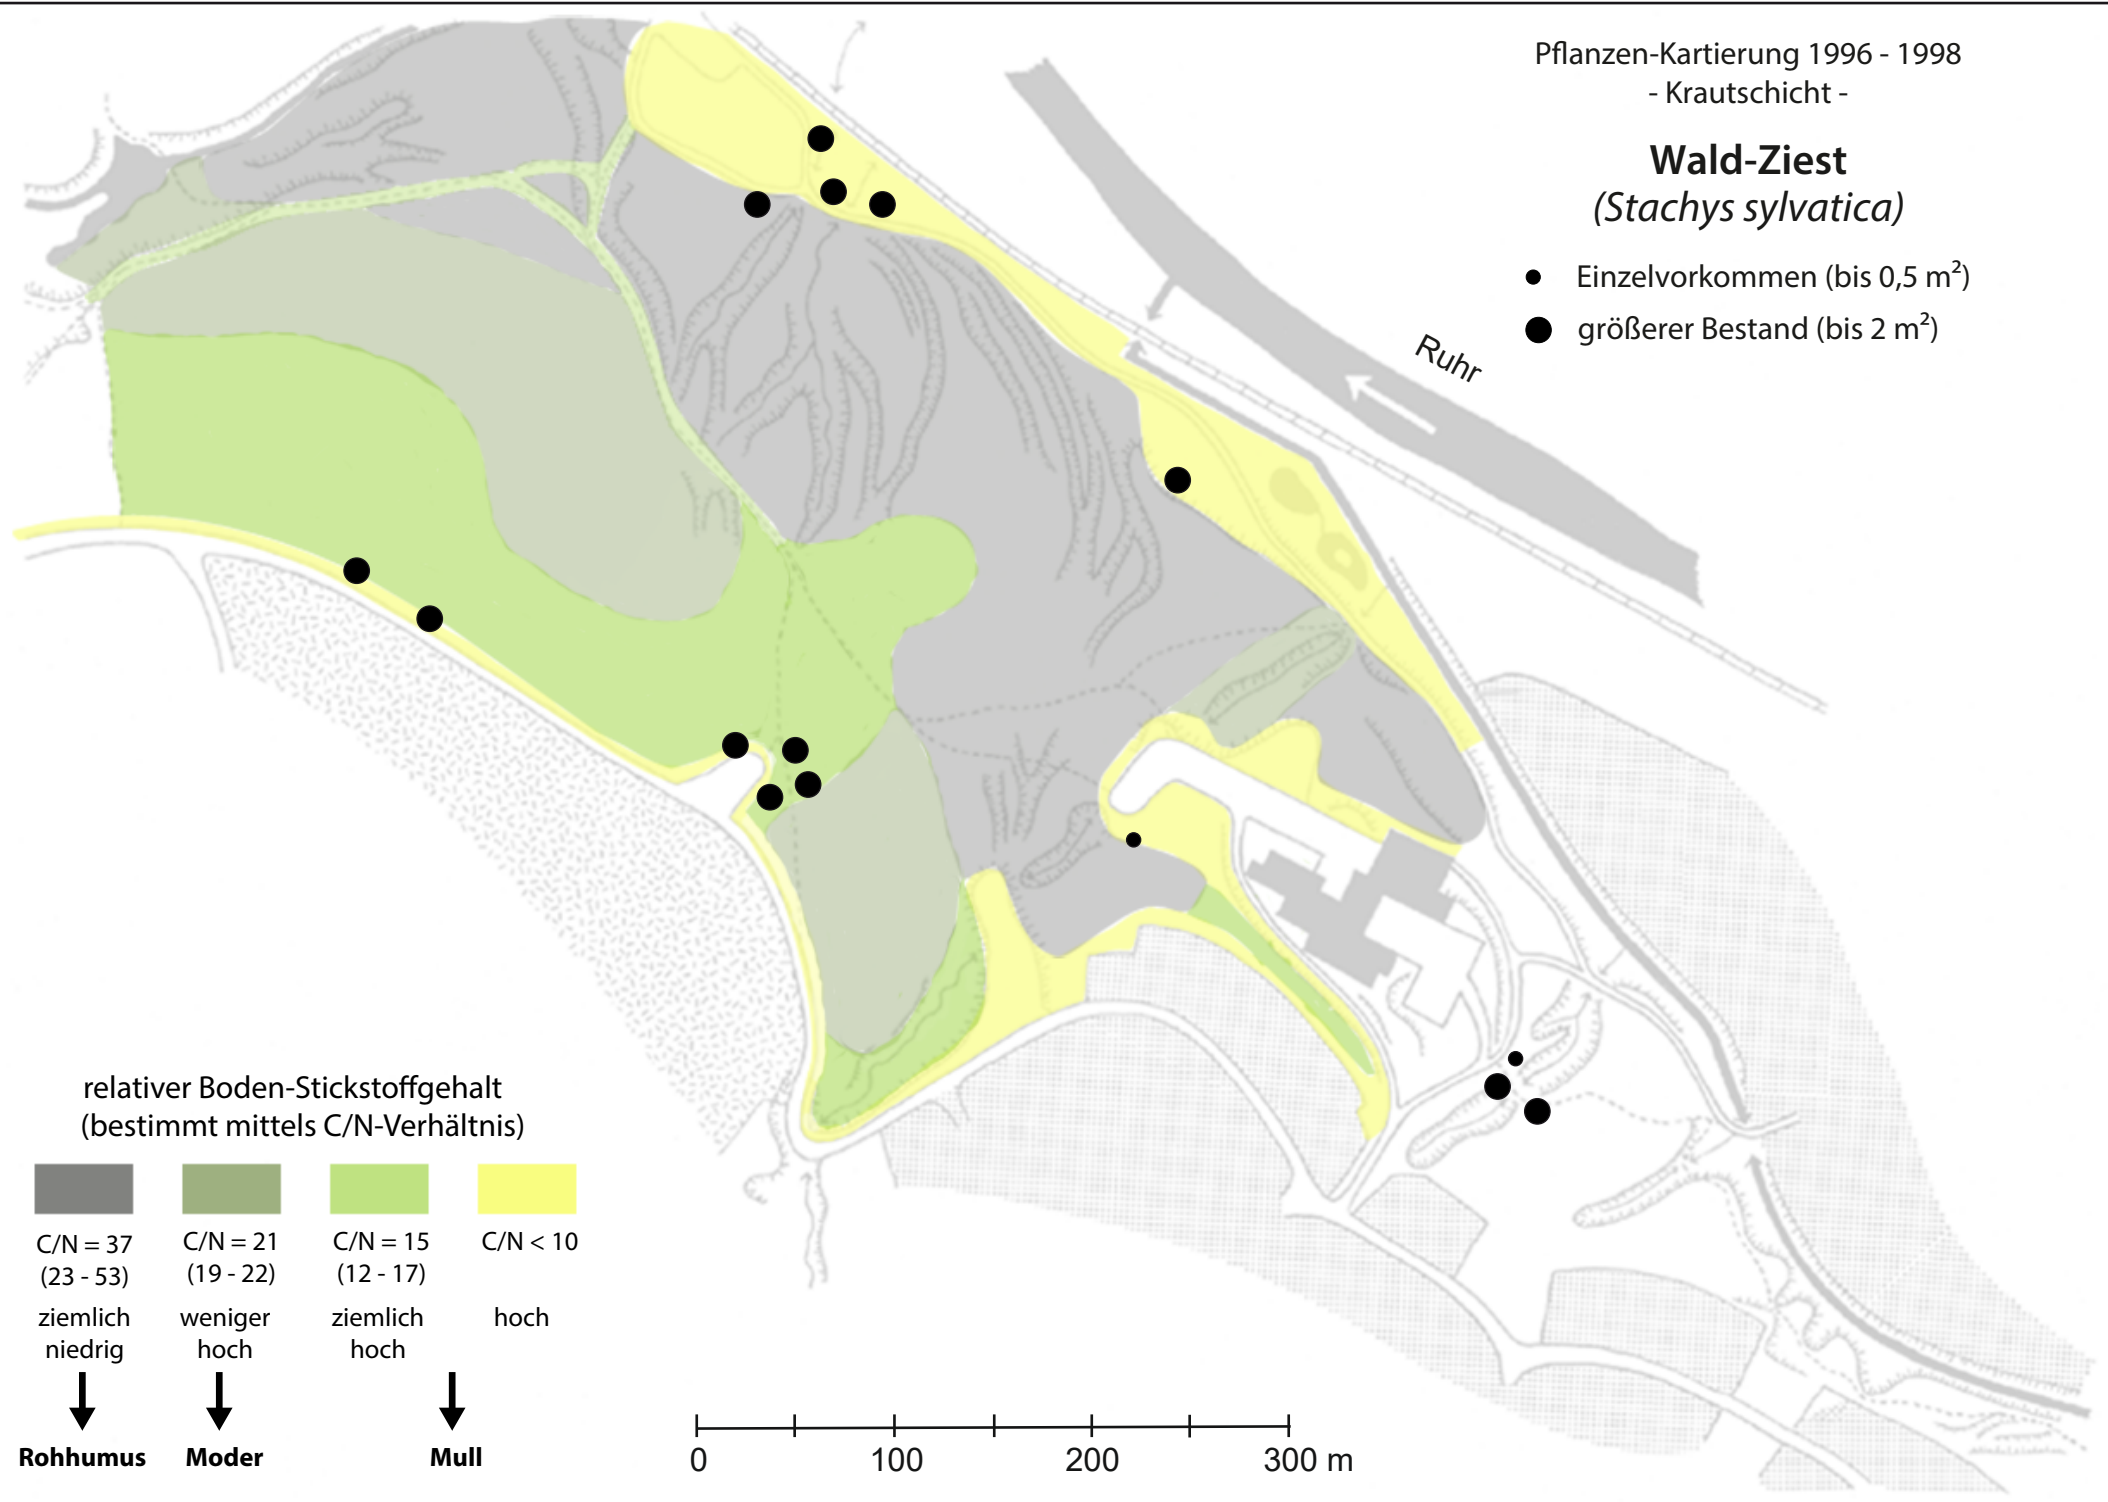 Pflanzen-Kartierung 1996 - 1998
- Krautschicht -
Wald-Ziest
(Stachys sylvatica)
Einzelvorkommen (bis 0,5 m²)
größerer Bestand (bis 2 m²)
Ruhr
relativer Boden-Stickstoffgehalt
(bestimmt mittels C/N-Verhältnis)
C/N = 37 C/N = 21 C/N = 15 C/N < 10
(23 - 53) (19 - 22) (12 - 17)
ziemlich weniger ziemlich hoch
niedrig hoch hoch
Rohhumus Moder Mull
0 100 200 300 m